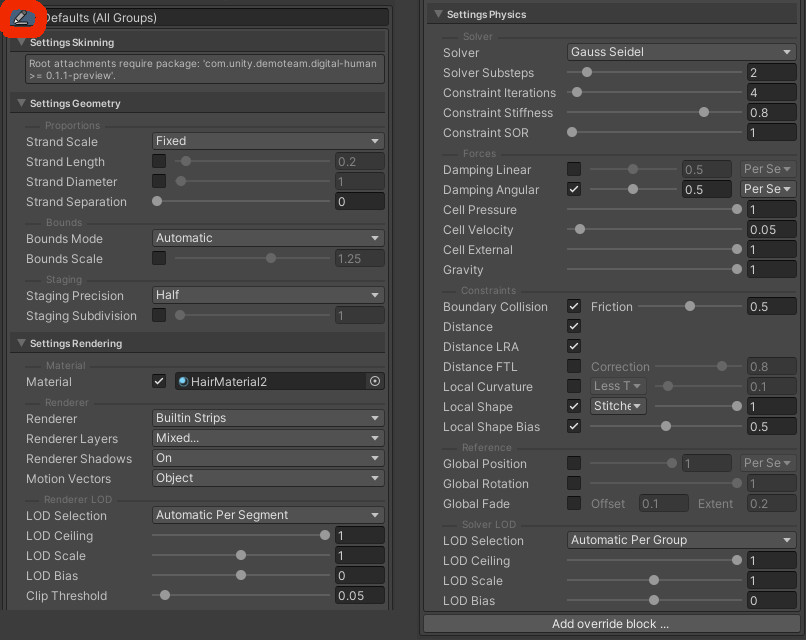 Defaults (All Groups)
Settings Skinning
Root attachments require package: 'com.unity.demoteam.digital-human
>= 0.1.1-preview'.
Settings Geometry
Proportions
Strand Scale Fixed
Strand Length 0.2
Strand Diameter 1
Strand Separation 0
Bounds
Bounds Mode Automatic
Bounds Scale 1.25
Staging
Staging Precision Half
Staging Subdivision 1
Settings Rendering
Material
Material HairMaterial2
Renderer
Renderer Builtin Strips
Renderer Layers Mixed...
Renderer Shadows On
Motion Vectors Object
Renderer LOD
LOD Selection Automatic Per Segment
LOD Ceiling 1
LOD Scale 1
LOD Bias 0
Clip Threshold 0.05
Settings Physics
Solver
Solver Gauss Seidel
Solver Substeps 2
Constraint Iterations 4
Constraint Stiffness 0.8
Constraint SOR 1
Forces
Damping Linear 0.5 Per Se
Damping Angular 0.5 Per Se
Cell Pressure 1
Cell Velocity 0.05
Cell External 1
Gravity 1
Constraints
Boundary Collision Friction 0.5
Distance
Distance LRA
Distance FTL Correction 0.8
Local Curvature Less T 0.1
Local Shape Stitche 1
Local Shape Bias 0.5
Reference
Global Position 1 Per Se
Global Rotation 1
Global Fade Offset 0.1 Extent 0.2
Solver LOD
LOD Selection Automatic Per Group
LOD Ceiling 1
LOD Scale 1
LOD Bias 0
Add override block ...